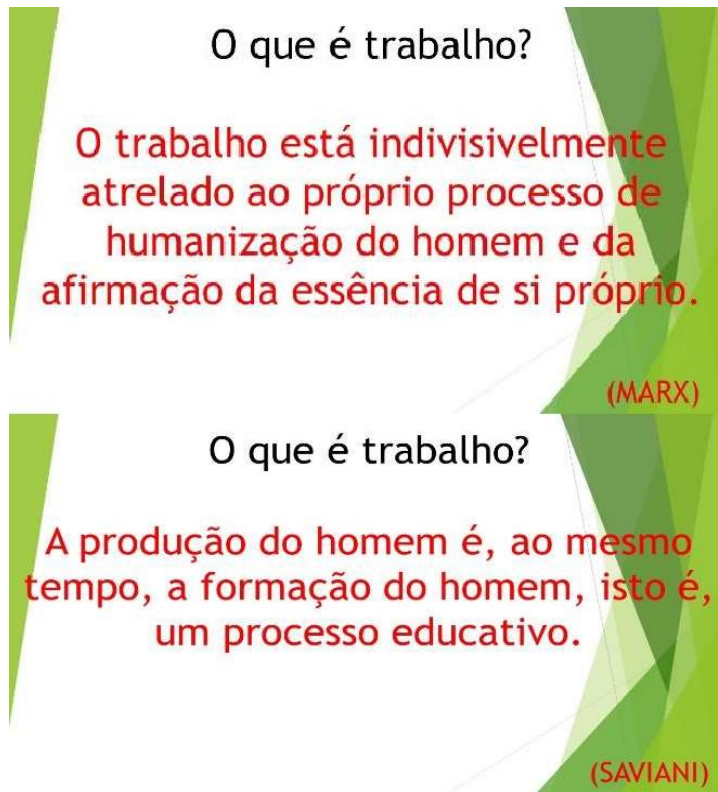 O que é trabalho?
O trabalho está indivisivelmente
atrelado ao próprio processo de
humanização do homem e da
afirmação da essência de si próprio.
(MARX)
O que é trabalho?
A produção do homem é, ao mesmo
tempo, a formação do homem, isto é,
um processo educativo.
(SAVIANI)